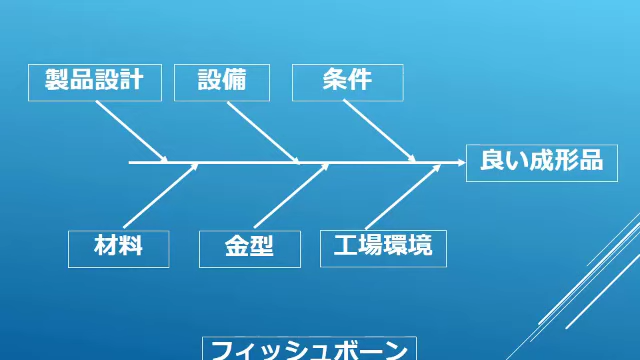 製品設計
設備
条件
良い成形品
材料
金型
工場環境
フィッシュボーン